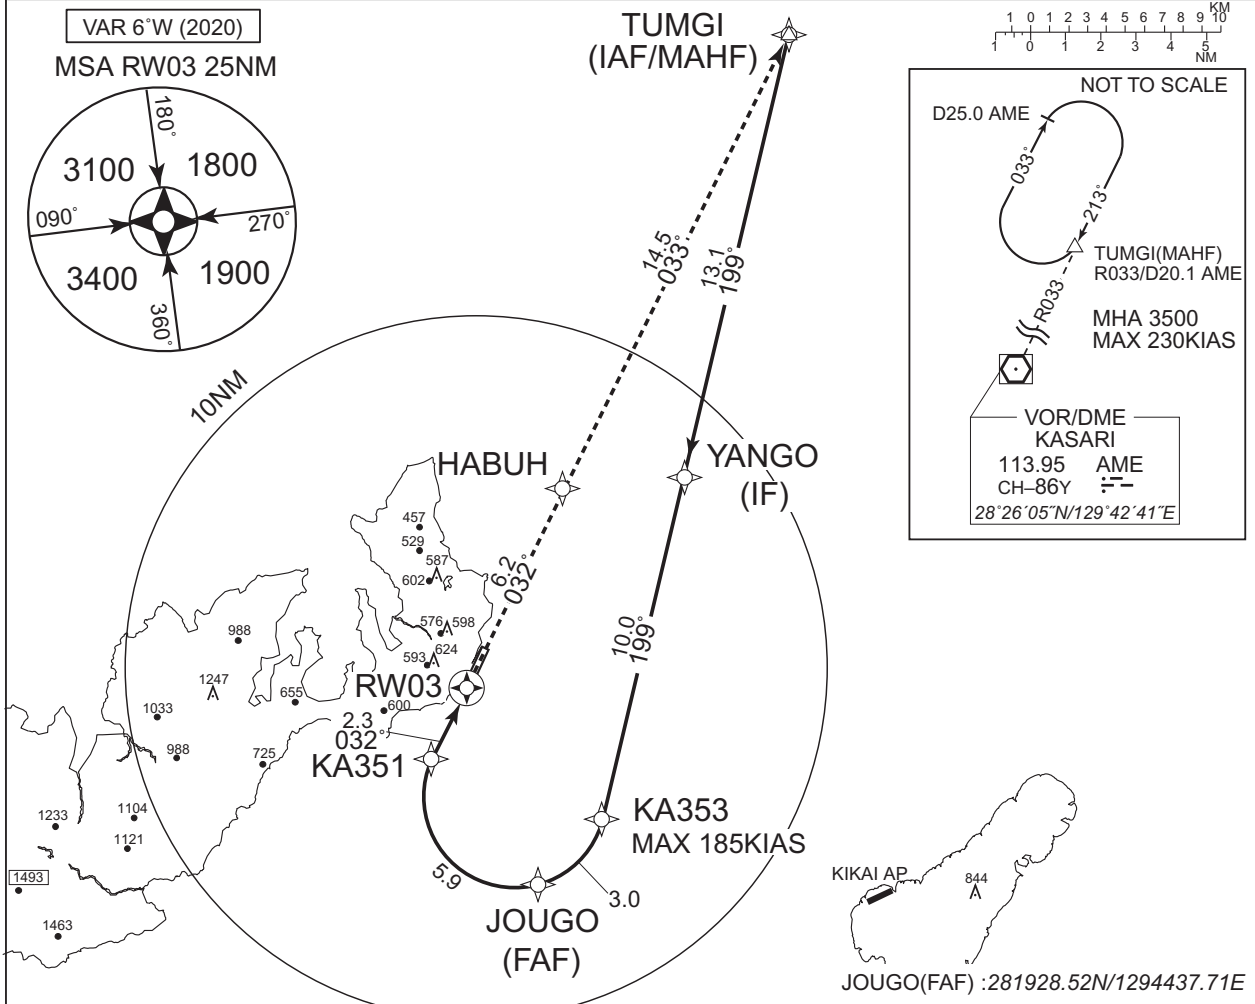 VAR 6°W (2020)
MSA RW03 25NM
180°
3100
1800
090°
270°
3400
1900
360°
TUMGI
(IAF/MAHF)
14.5
033°
13.1
199°
10NM
HABUH
YANGO
(IF)
6.2
032°
10.0
199°
457
529
587
602
576
598
593
624
988
1247
655
600
1033
988
725
RW03
2.3
032°
KA351
1233
1104
1121
1493
1463
KA353
MAX 185KIAS
5.9
3.0
JOUGO
(FAF)
KM
1 0 1 2 3 4 5 6 7 8 9 10
1 0 1 2 3 4 5
NM
NOT TO SCALE
D25.0 AME
033°
213°
TUMGI(MAHF)
R033/D20.1 AME
R033
MHA 3500
MAX 230KIAS
VOR/DME
KASARI
113.95 AME
CH–86Y
28°26´05˝N/129°42´41˝E
KIKAI AP
844
JOUGO(FAF) :281928.52N/1294437.71E